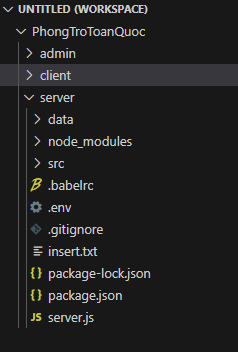 UNTITLED (WORKSPACE)
PhongTroToanQuoc
admin
client
server
data
node_modules
src
.babelrc
.env
.gitignore
insert.txt
package-lock.json
package.json
JS server.js